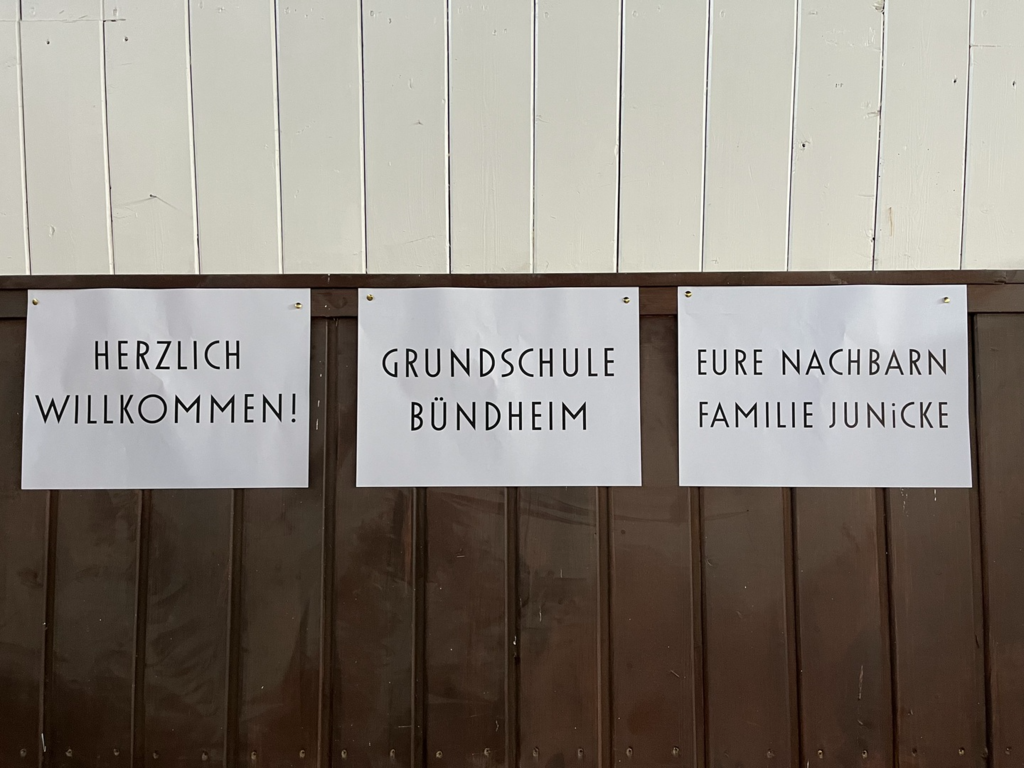 HERZLICH
WILLKOMMEN!
GRUNDSCHULE
BÜNDHEIM
EURE NACHBARN
FAMILIE JUNiCKE